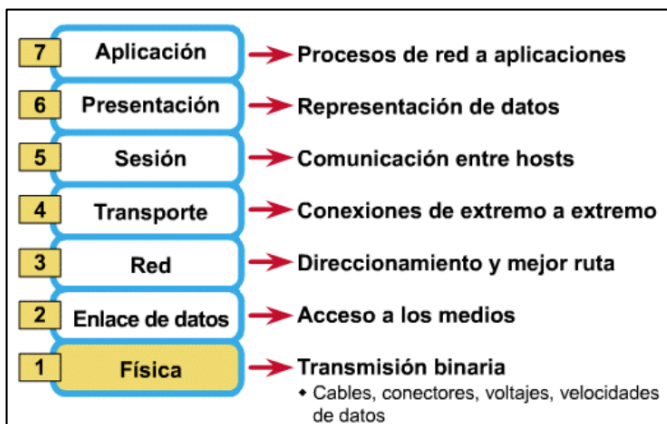 7 Aplicación Procesos de red a aplicaciones
6 Presentación Representación de datos
5 Sesión Comunicación entre hosts
4 Transporte Conexiones de extremo a extremo
3 Red Direccionamiento y mejor ruta
2 Enlace de datos Acceso a los medios
1 Física Transmisión binaria
• Cables, conectores, voltajes, velocidades
de datos